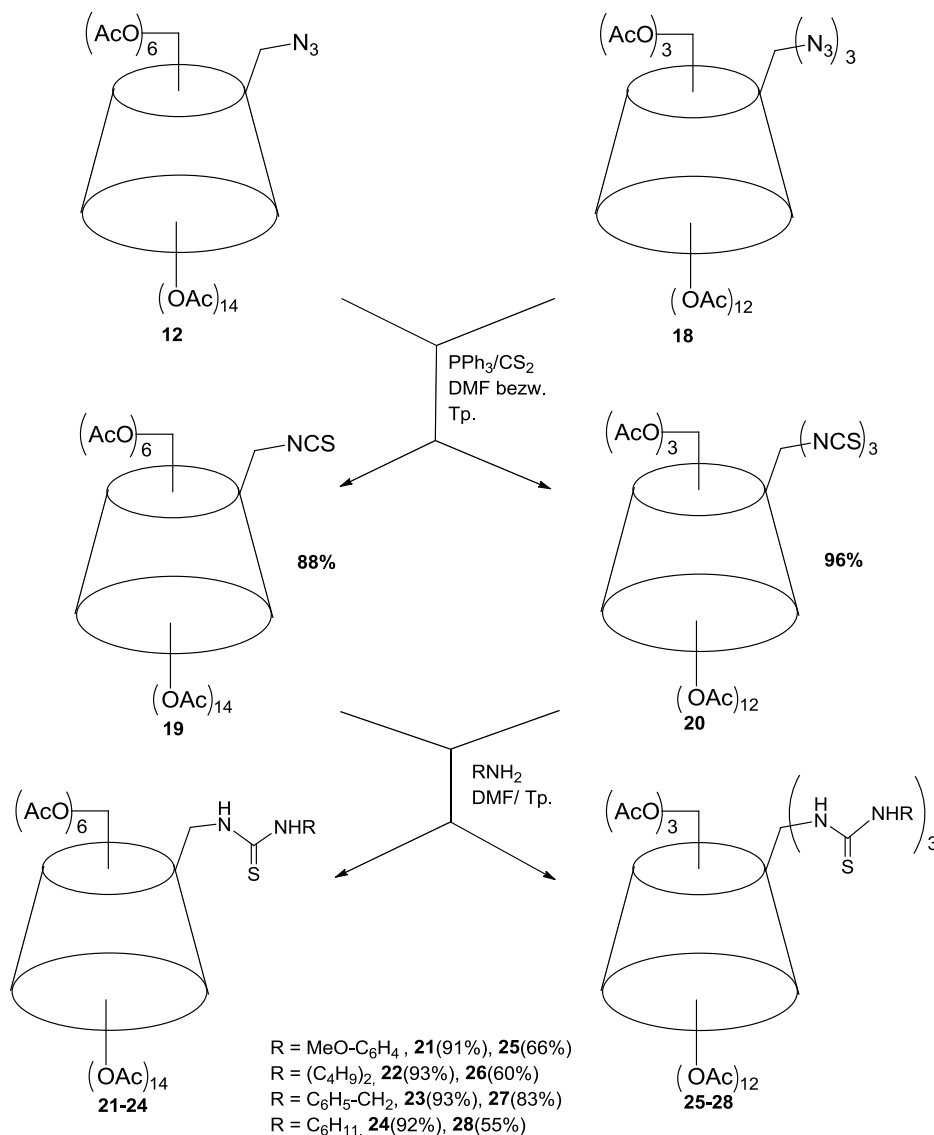 (AcO)6 N3
(AcO)3 (N3)3
(OAc)14
12
(OAc)12
18
PPh3/CS2
DMF bezw.
Tp.
(AcO)6 NCS
88%
(OAc)14
19
(AcO)3 (NCS)3
96%
(OAc)12
20
RNH2
DMF/ Tp.
(AcO)6 H N NHR S
(OAc)14
21-24
(AcO)3 (H N NHR S)3
(OAc)12
25-28
R = MeO-C6H4 , 21(91%), 25(66%)
R = (C4H9)2, 22(93%), 26(60%)
R = C6H5-CH2, 23(93%), 27(83%)
R = C6H11, 24(92%), 28(55%)